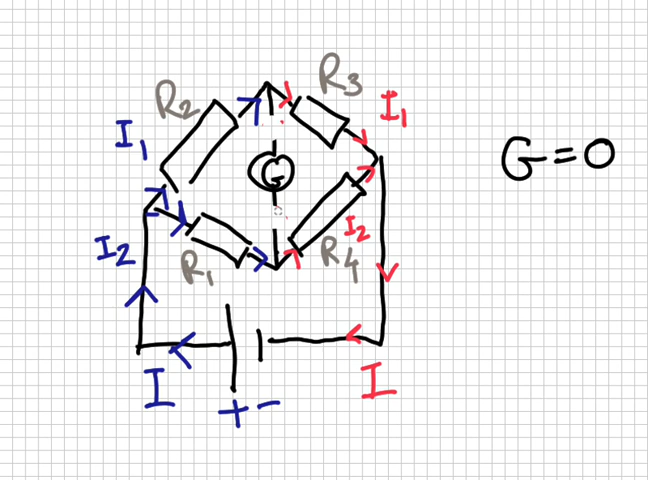 R3
R2
I1
I1
G = 0
G
I2
I2
R1
R4
I
I
+ -